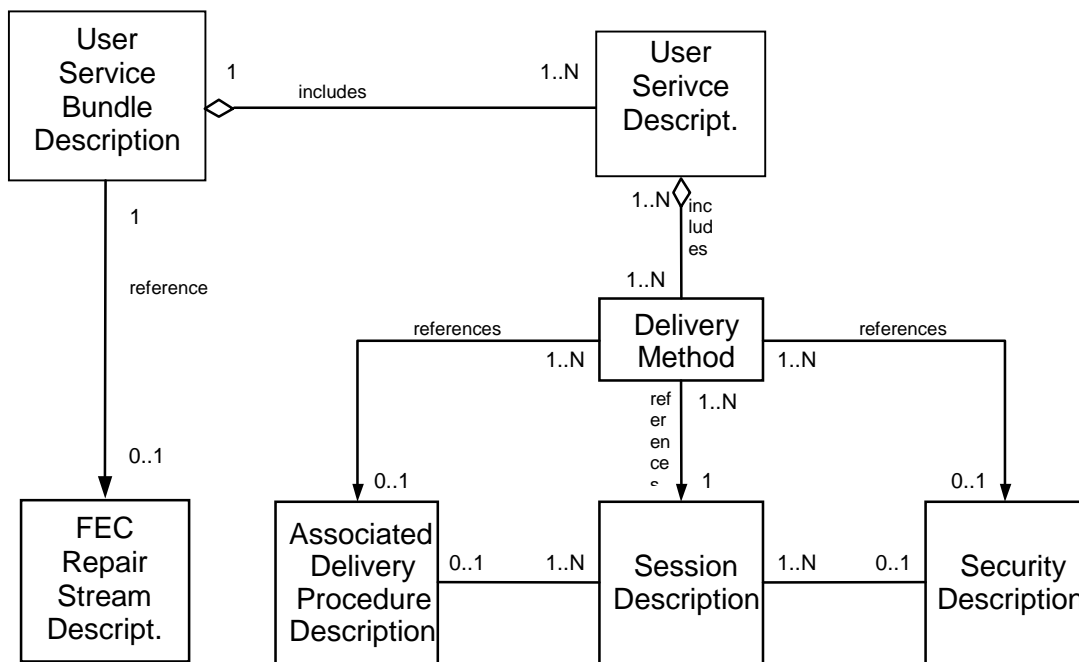 User
Service
Bundle
Description
1
includes
1..N
User
Serivce
Descript.
1
reference
0..1
FEC
Repair
Stream
Descript.
1..N
inc
lud
es
1..N
Delivery
Method
references
1..N
0..1
references
1..N
0..1
ref
er
en
ce
s
1..N
1
Associated
Delivery
Procedure
Description
0..1
1..N
Session
Description
1..N
0..1
Security
Description